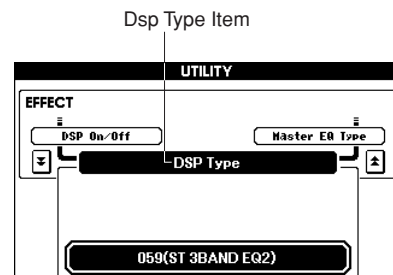 Dsp Type Item
UTILITY
EFFECT
DSP On/Off
Master EQ Type
DSP Type
059(ST 3BAND EQ2)